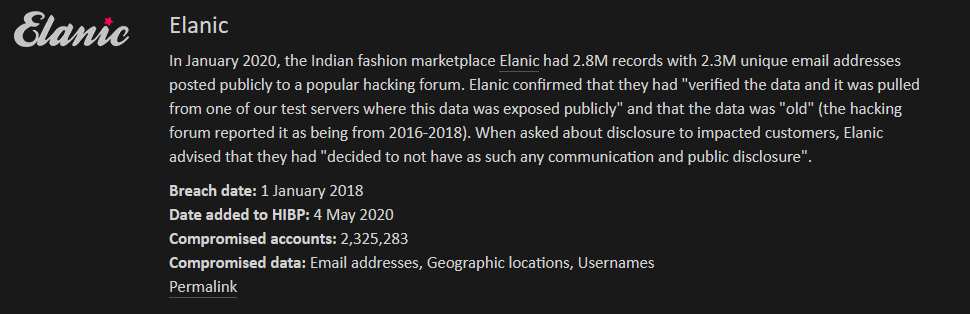 Elanic
Elanic
In January 2020, the Indian fashion marketplace Elanic had 2.8M records with 2.3M unique email addresses
posted publicly to a popular hacking forum. Elanic confirmed that they had "verified the data and it was pulled
from one of our test servers where this data was exposed publicly" and that the data was "old" (the hacking
forum reported it as being from 2016-2018). When asked about disclosure to impacted customers, Elanic
advised that they had "decided to not have as such any communication and public disclosure".
Breach date: 1 January 2018
Date added to HIBP: 4 May 2020
Compromised accounts: 2,325,283
Compromised data: Email addresses, Geographic locations, Usernames
Permalink